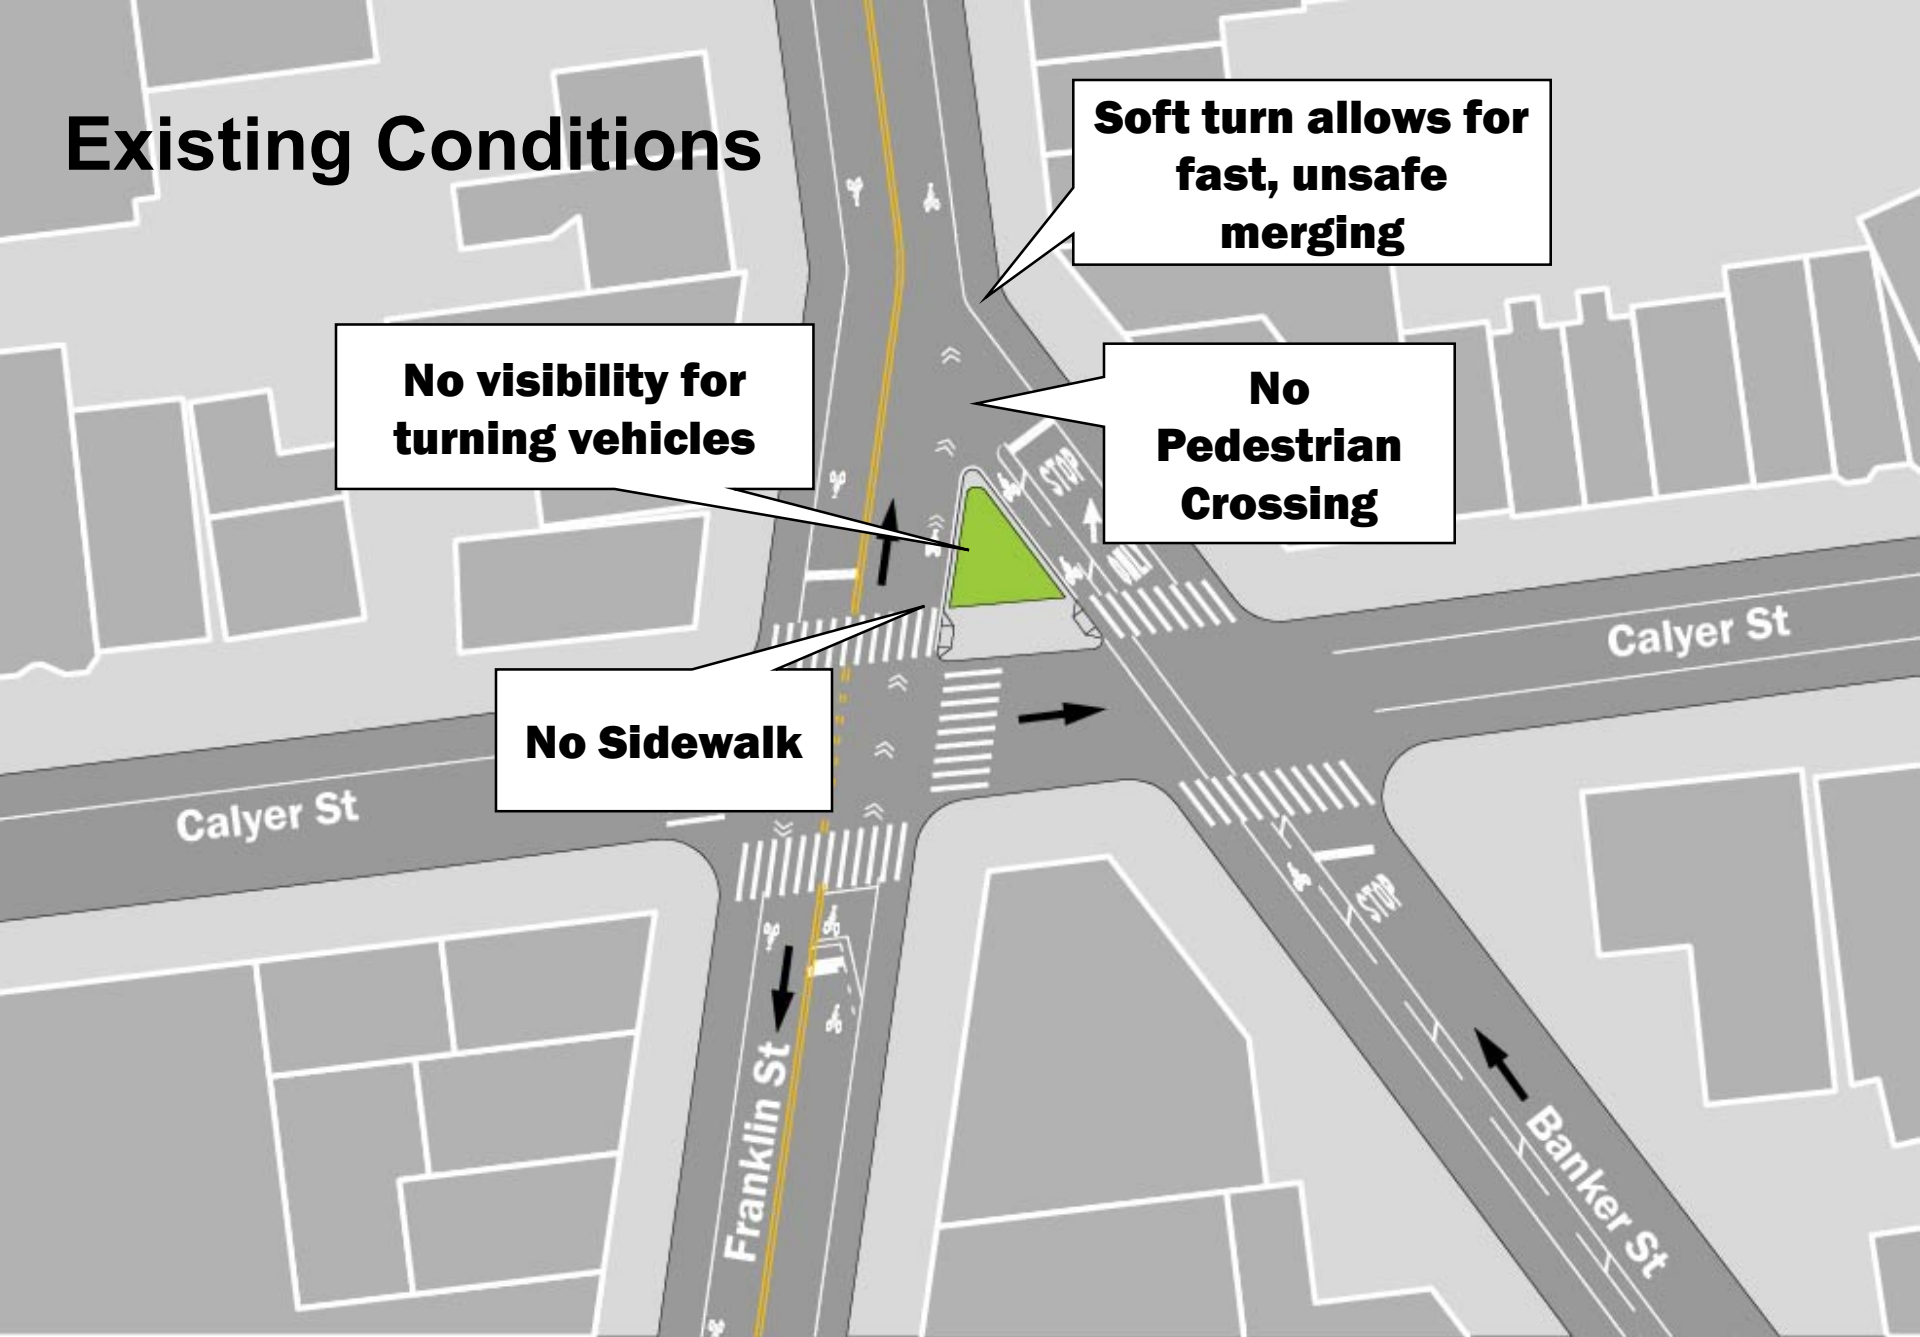 Existing Conditions
Soft turn allows for
fast, unsafe
merging
No visibility for
turning vehicles
No
Pedestrian
Crossing
STOP
ONLY
Calyer St
No Sidewalk
Calyer St
STOP
Franklin St
Banker St